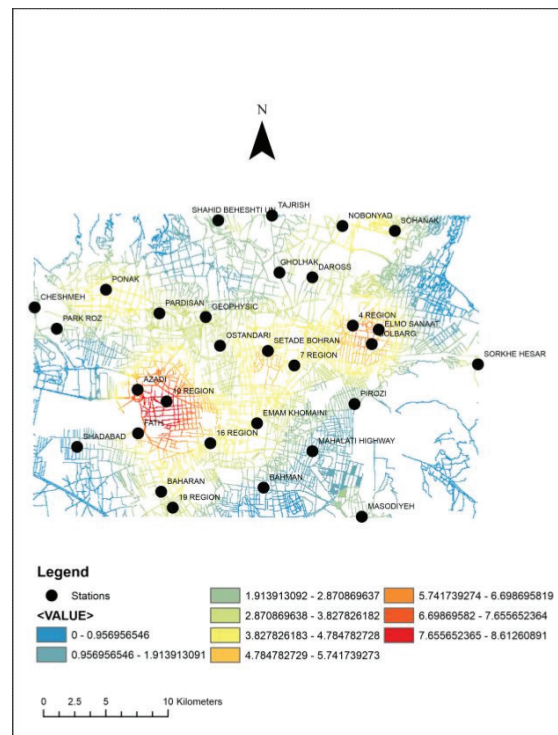 N
SHAHID BEHESHTI UN
TAJRISH
NOBONYAD
SOHANAK
GHOLHAK
DAROSS
PONAK
CHESHMEH
PARDISAN
GEOPHYSIC
PARK ROZ
4 REGION
ELMO SANAAT
GOLBARG
OSTANDARI
SETADE BOHRAN
7 REGION
SORKHE HESAR
AZADI
10 REGION
PIROZI
FATH
EMAM KHOMAINI
SHADABAD
16 REGION
MAHALATI HIGHWAY
BAHARAN
BAHMAN
19 REGION
MASODIYEH
Legend
Stations
<VALUE>
0 - 0.956956546
0.956956546 - 1.913913091
1.913913092 - 2.870869637
2.870869638 - 3.827826182
3.827826183 - 4.784782728
4.784782729 - 5.741739273
5.741739274 - 6.698695819
6.69869582 - 7.655652364
7.655652365 - 8.61260891
0 2.5 5 10 Kilometers